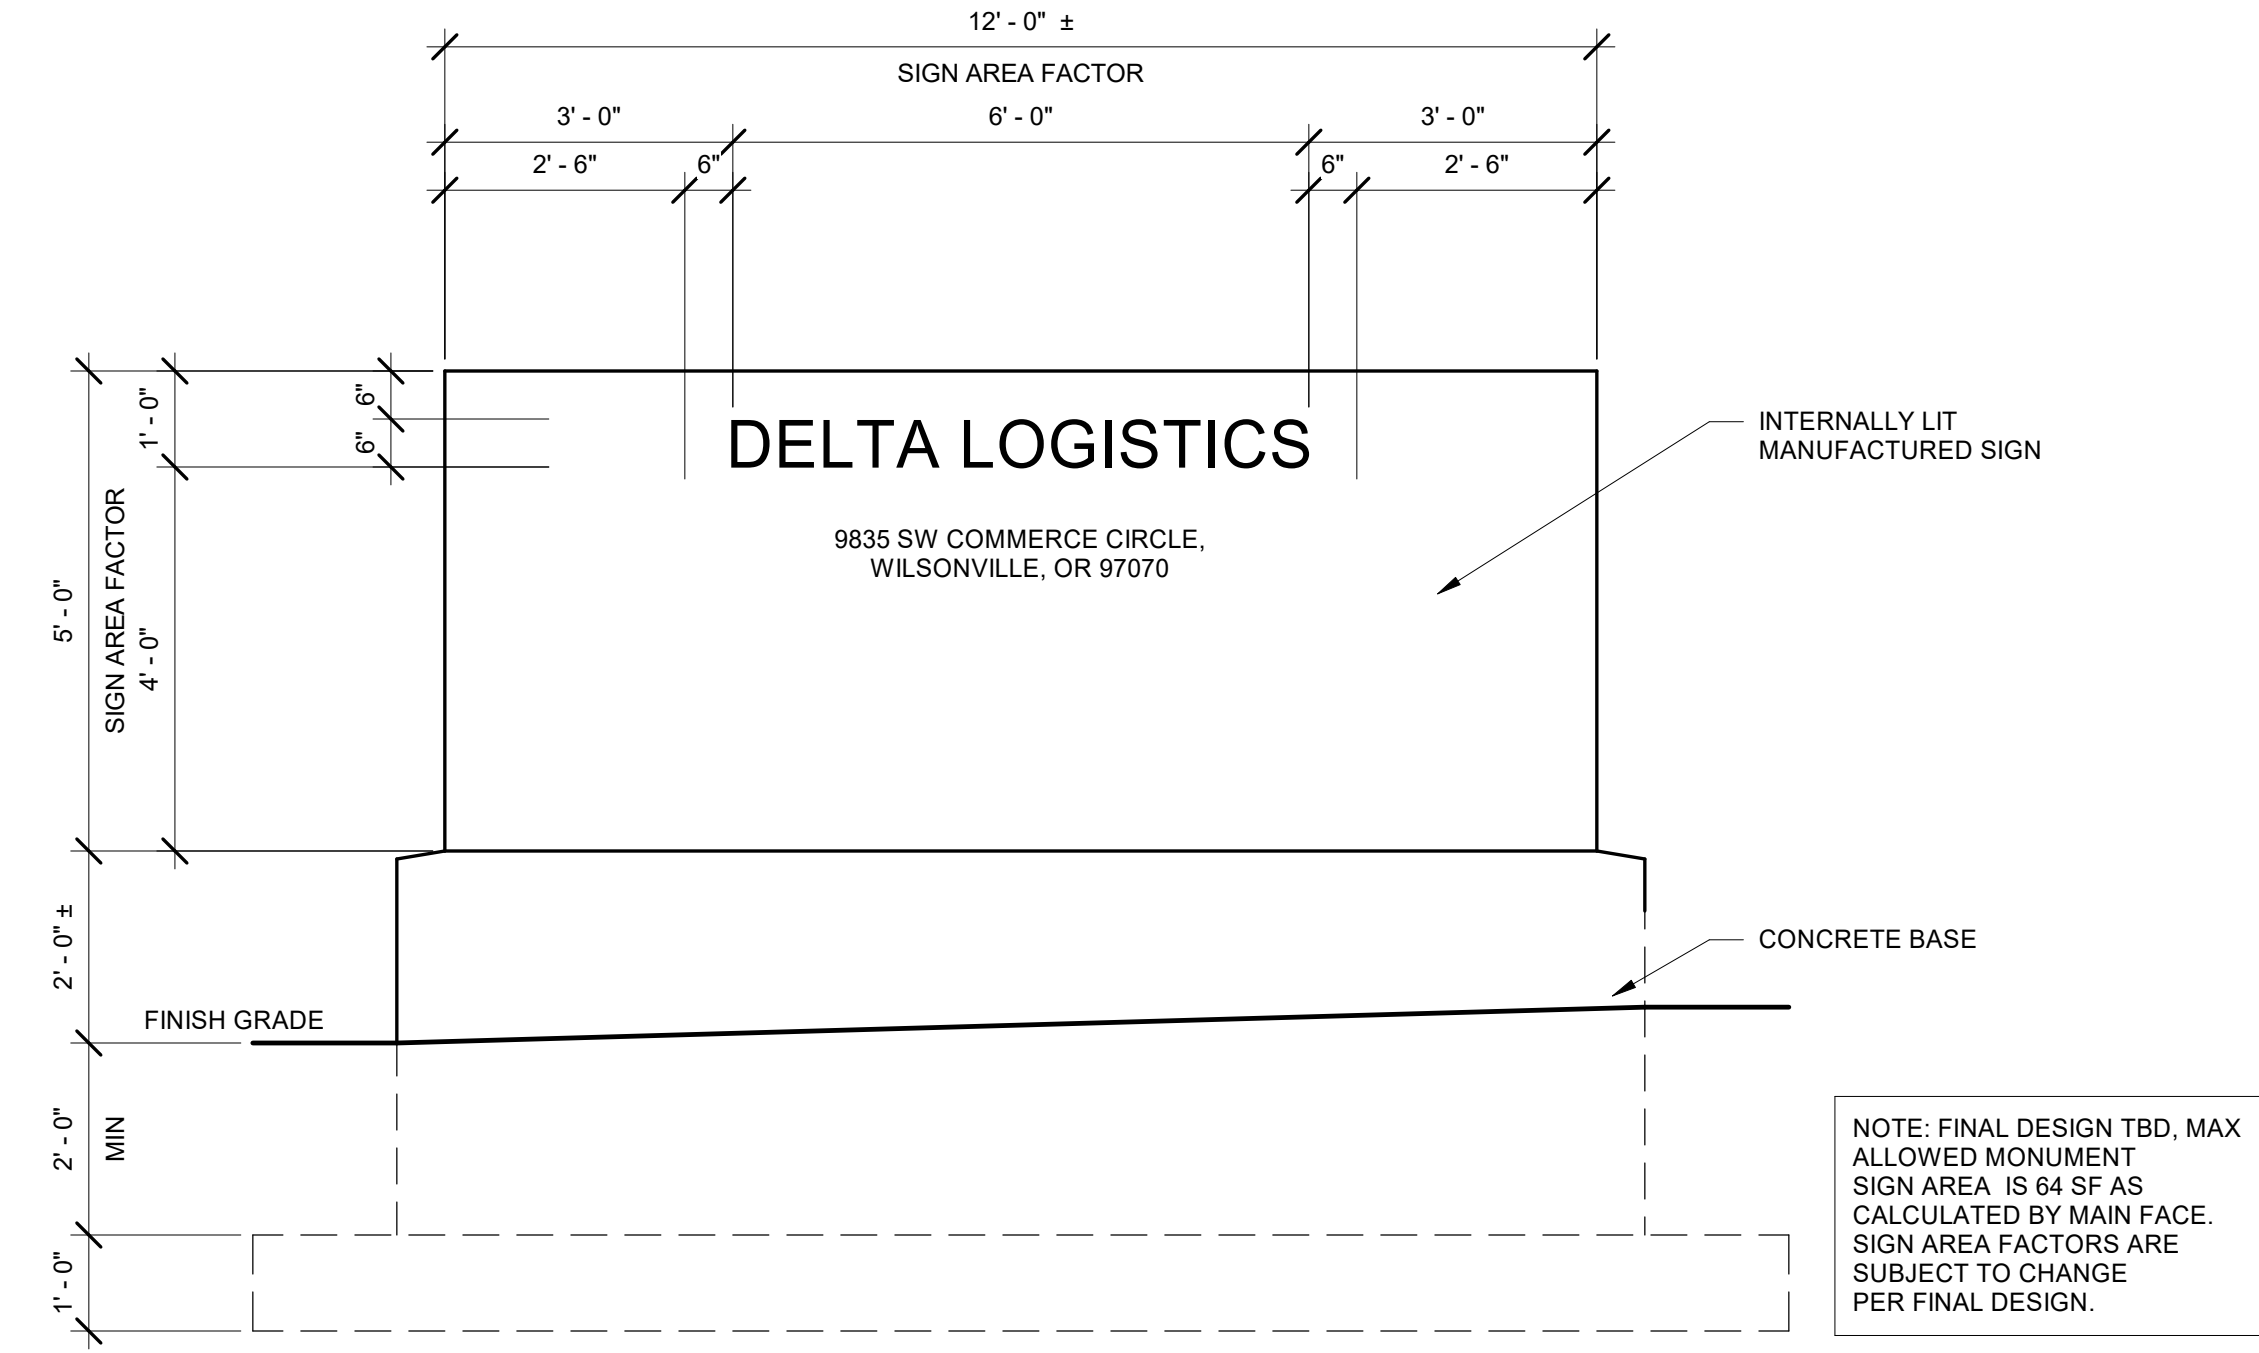 12' - 0" ±
SIGN AREA FACTOR
3' - 0"
6' - 0"
3' - 0"
2' - 6"
6"
6"
2' - 6"
5' - 0"
SIGN AREA FACTOR
1' - 0"
4' - 0"
6"
6"
DELTA LOGISTICS
9835 SW COMMERCE CIRCLE,
WILSONVILLE, OR 97070
INTERNALLY LIT
MANUFACTURED SIGN
2' - 0" ±
CONCRETE BASE
FINISH GRADE
2' - 0"
MIN
1' - 0"
NOTE: FINAL DESIGN TBD, MAX
ALLOWED MONUMENT
SIGN AREA  IS 64 SF AS
CALCULATED BY MAIN FACE.
SIGN AREA FACTORS ARE
SUBJECT TO CHANGE
PER FINAL DESIGN.